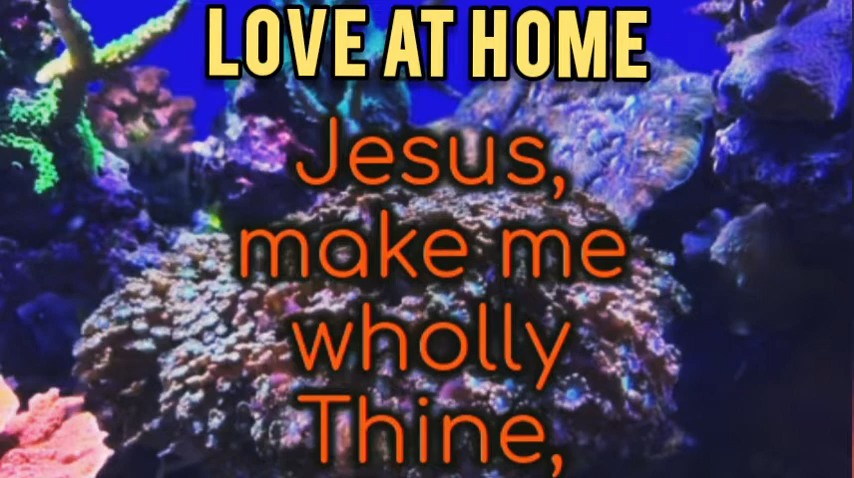 LOVE AT HOME
Jesus,
make me
wholly
Thine,